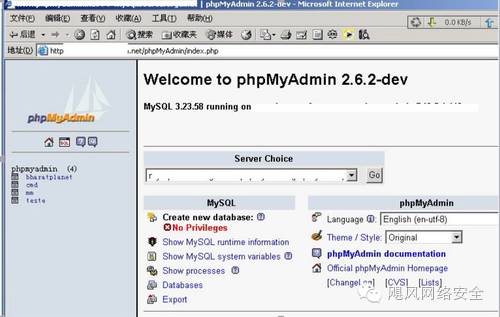 | phpMyAdmin 2.6.2-dev - Microsoft Internet Explorer
文件(F) 编辑(E) 查看(V) 收藏(A) 工具(T) 帮助(H)
后退 搜索 收藏夹 媒体
0.0 KB/s
地址(D) http
.net/phpMyAdmin/index.php
phpMyAdmin
phpmyadmin (4)
bharatplanet
cmd
mm
teste
Welcome to phpMyAdmin 2.6.2-dev
MySQL 3.23.58 running on
Server Choice
Go
MySQL
Create new database:
No Privileges
Show MySQL runtime information
Show MySQL system variables
Show processes
Databases
Export
phpMyAdmin
Language: English (en-utf-8)
Theme / Style: Original
phpMyAdmin documentation
Official phpMyAdmin Homepage
[ChangeLog] [CVS] [Lists]
飓风网络安全